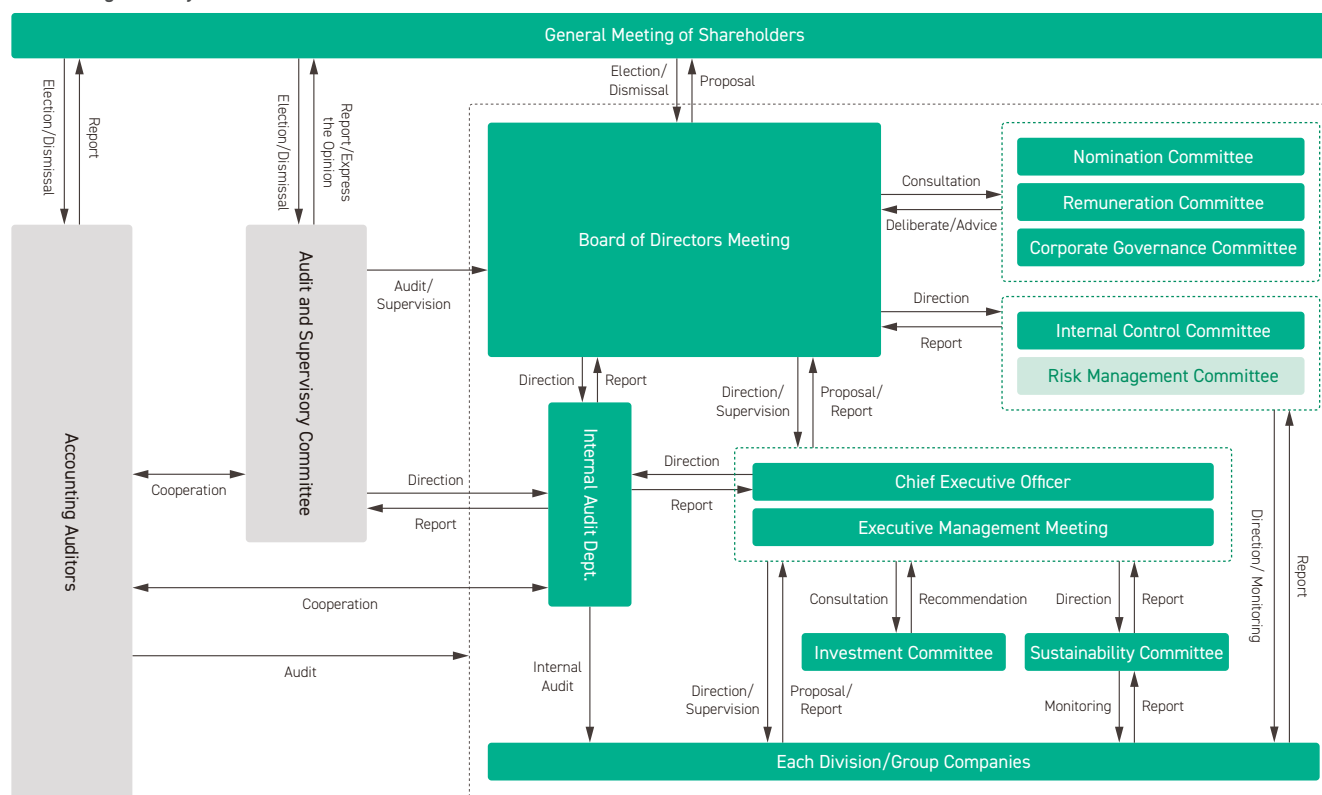 General Meeting of Shareholders
Election/Dismissal
Report
Election/Dismissal
Report/Express
the Opinion
Election/
Dismissal
Proposal
Board of Directors Meeting
Consultation
Deliberate/Advice
Nomination Committee
Remuneration Committee
Corporate Governance Committee
Direction
Report
Internal Control Committee
Risk Management Committee
Accounting Auditors
Audit and Supervisory Committee
Audit/
Supervision
Direction
Report
Direction/
Supervision
Proposal/
Report
Internal Audit Dept.
Direction
Report
Chief Executive Officer
Executive Management Meeting
Cooperation
Direction
Report
Cooperation
Audit
Internal
Audit
Consultation
Recommendation
Direction
Report
Investment Committee
Sustainability Committee
Direction/
Supervision
Proposal/
Report
Monitoring
Report
Direction/ Monitoring
Report
Each Division/Group Companies